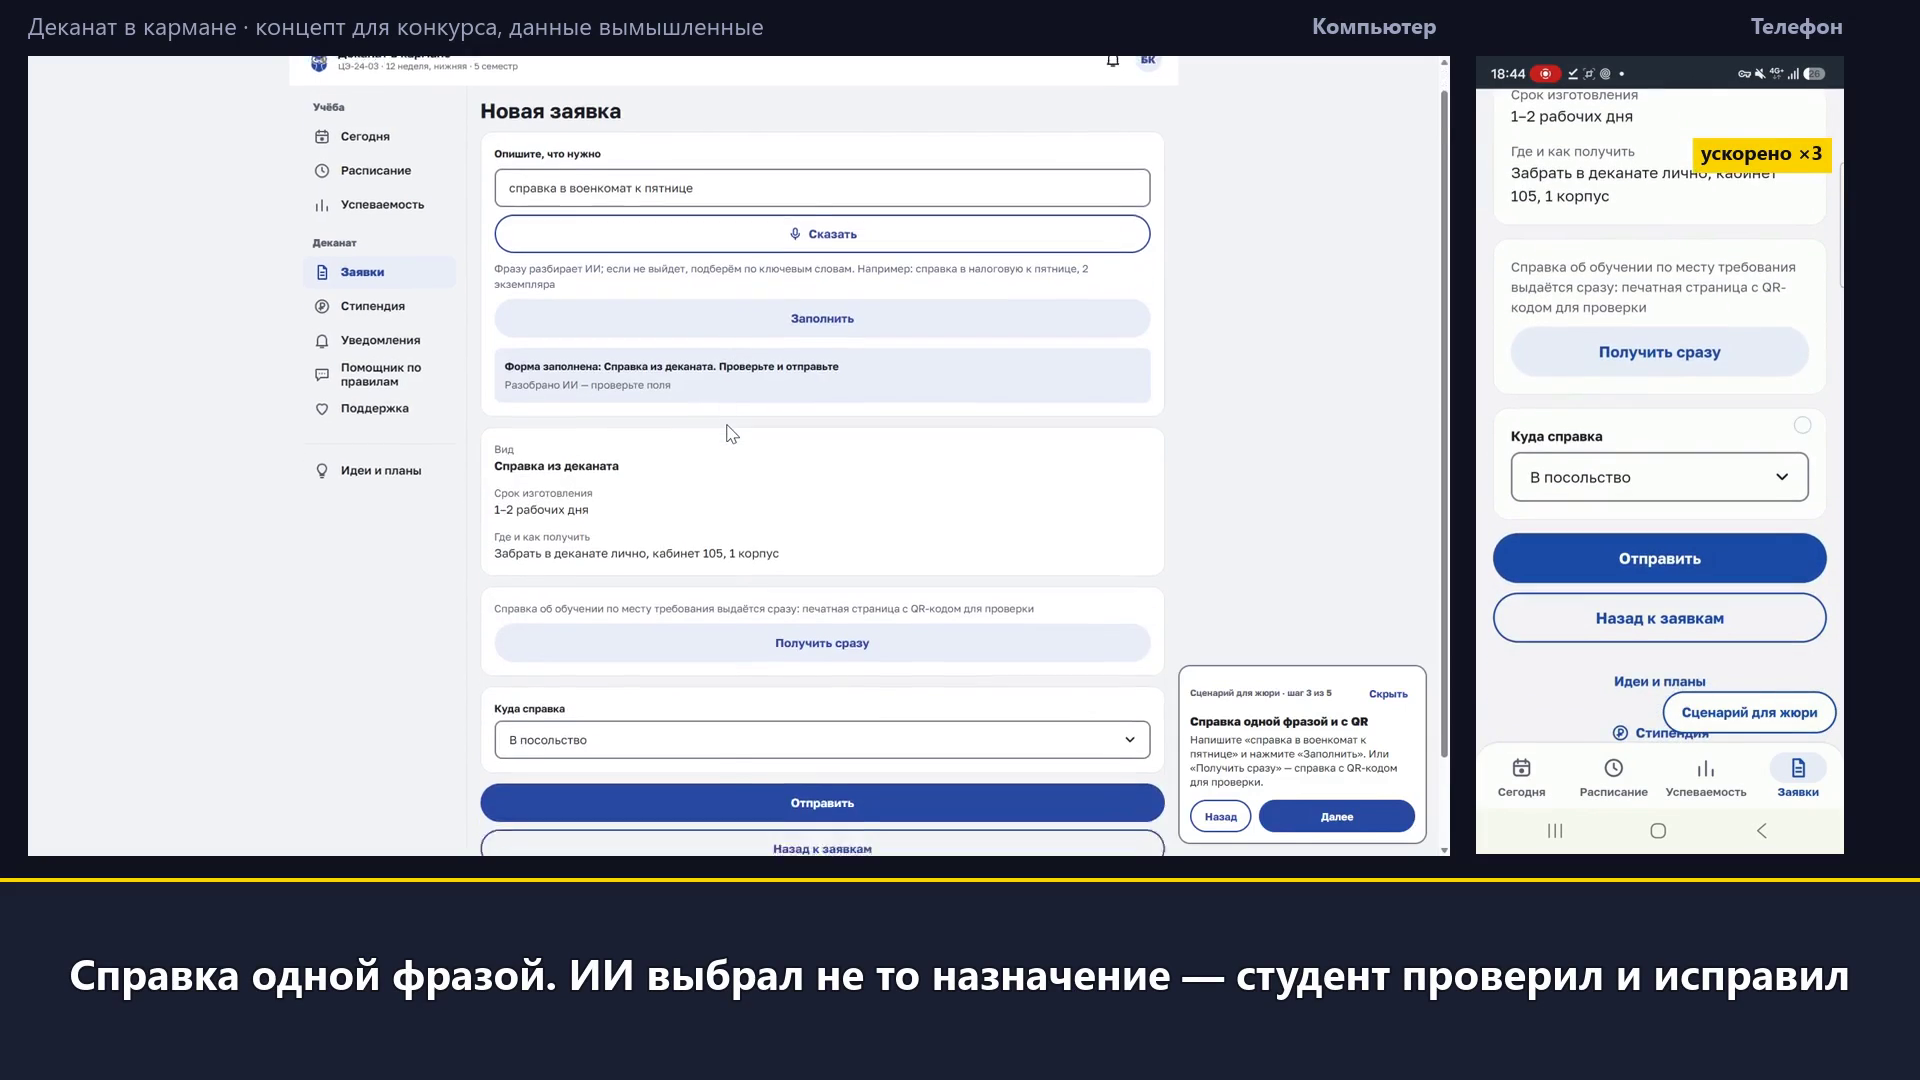 Деканат в кармане · концепт для конкурса, данные вымышленные
Компьютер
Телефон
ЦЭ-24-03 · 12 неделя, нижняя · 5 семестр
БК
Учёба
Сегодня
Расписание
Успеваемость
Деканат
Заявки
Стипендия
Уведомления
Помощник по
правилам
Поддержка
Идеи и планы
Новая заявка
Опишите, что нужно
справка в военкомат к пятнице
Сказать
Фразу разбирает ИИ; если не выйдет, подберём по ключевым словам. Например: справка в налоговую к пятнице, 2
экземпляра
Заполнить
Форма заполнена: Справка из деканата. Проверьте и отправьте
Разобрано ИИ — проверьте поля
Вид
Справка из деканата
Срок изготовления
1–2 рабочих дня
Где и как получить
Забрать в деканате лично, кабинет 105, 1 корпус
Справка об обучении по месту требования выдаётся сразу: печатная страница с QR-кодом для проверки
Получить сразу
Куда справка
В посольство
Отправить
Назад к заявкам
Сценарий для жюри · шаг 3 из 5
Скрыть
Справка одной фразой и с QR
Напишите «справка в военкомат к
пятнице» и нажмите «Заполнить». Или
«Получить сразу» — справка с QR-кодом
для проверки.
Назад
Далее
18:44
4G+
26
Срок изготовления
1–2 рабочих дня
ускорено ×3
Где и как получить
Забрать в деканате лично, кабинет
105, 1 корпус
Справка об обучении по месту требования
выдаётся сразу: печатная страница с QR-
кодом для проверки
Получить сразу
Куда справка
В посольство
Отправить
Назад к заявкам
Идеи и планы
Сценарий для жюри
Стипендия
Сегодня
Расписание
Успеваемость
Заявки
Справка одной фразой. ИИ выбрал не то назначение — студент проверил и исправил